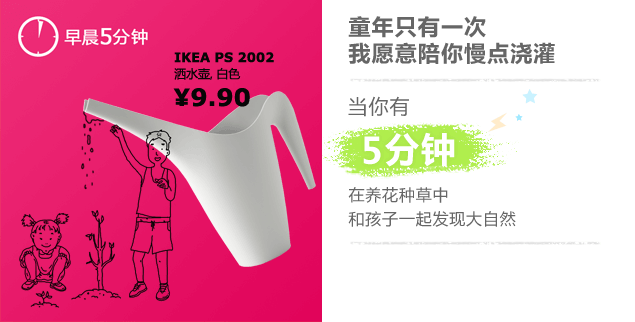 早晨5分钟
IKEA PS 2002
洒水壶, 白色
¥9.90
童年只有一次
我愿意陪你慢点浇灌
当你有
5分钟
在养花种草中
和孩子一起发现大自然